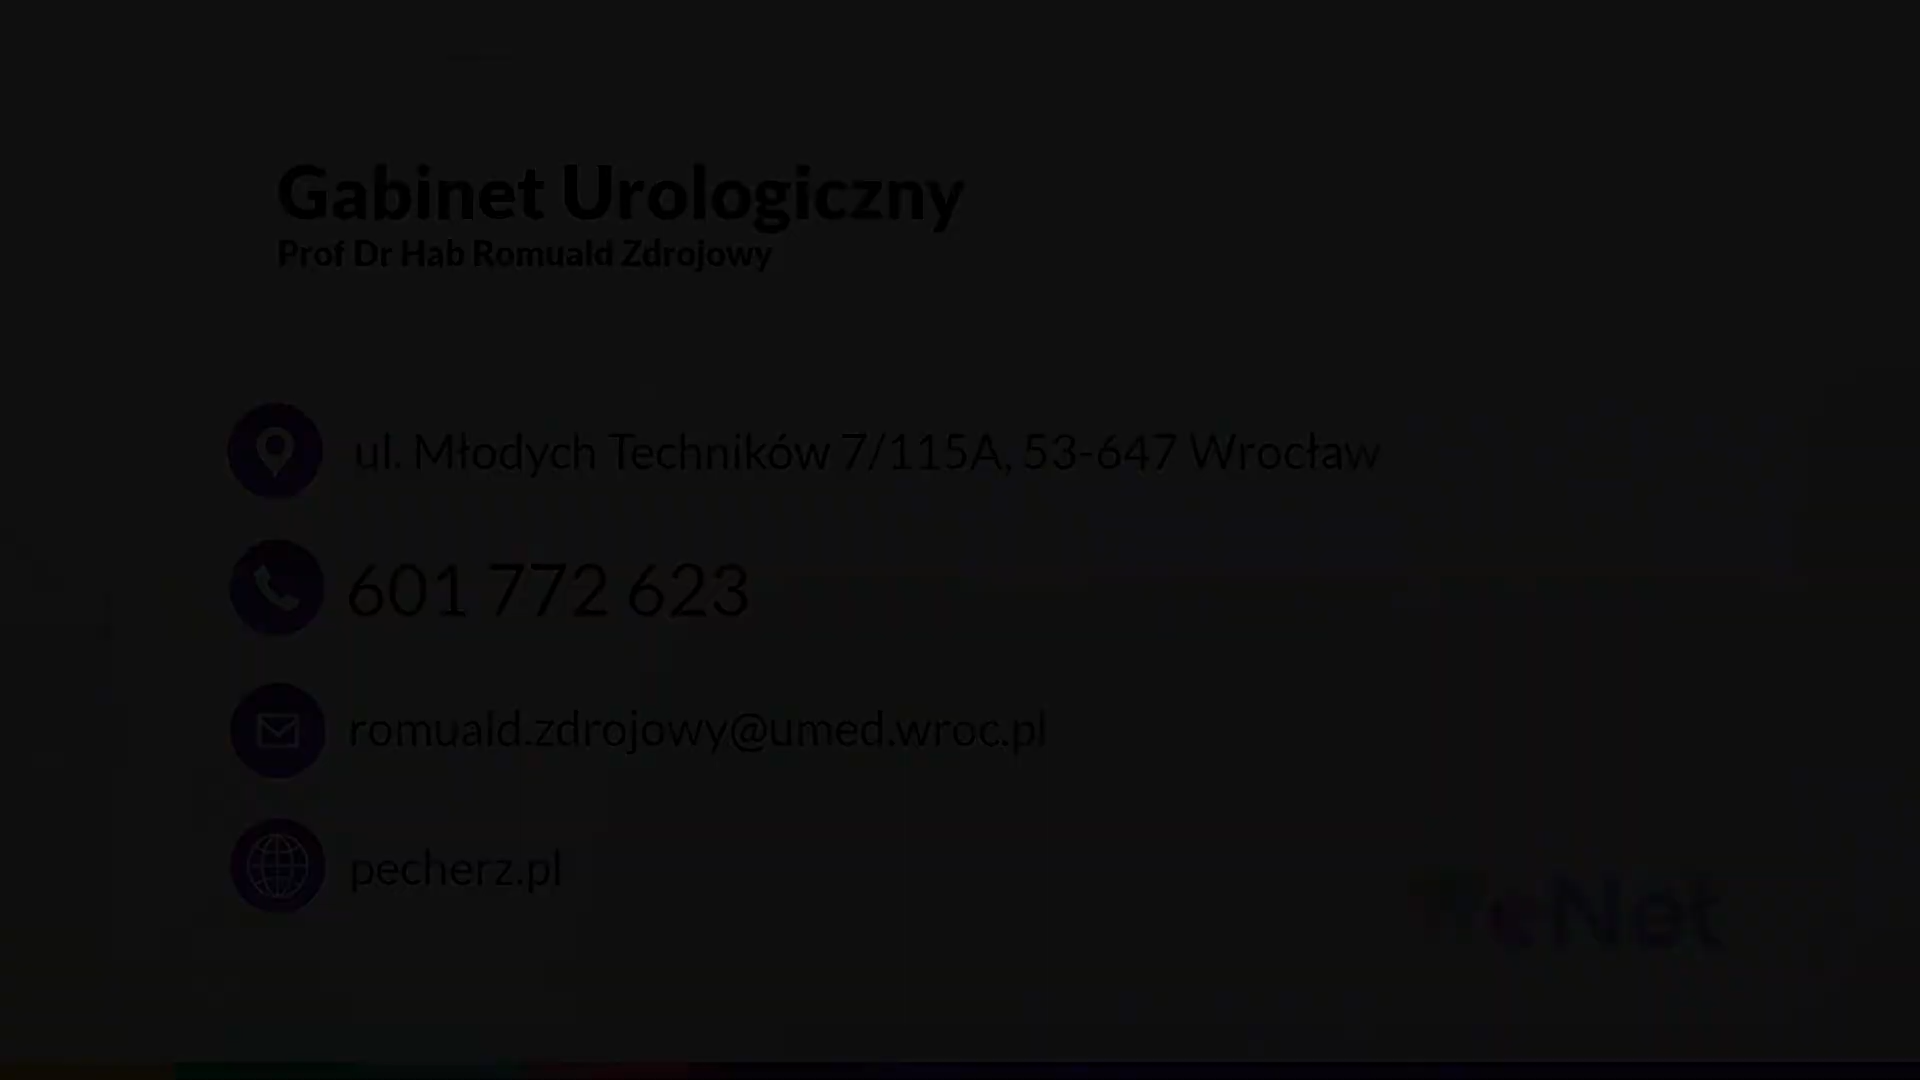 Gabinet Urologiczny
Prof Dr Hab Romuald Zdrojowy
ul. Młodych Techników 7/115A, 53-647 Wrocław
601 772 623
romuald.zdrojowy@umed.wroc.pl
pecherz.pl